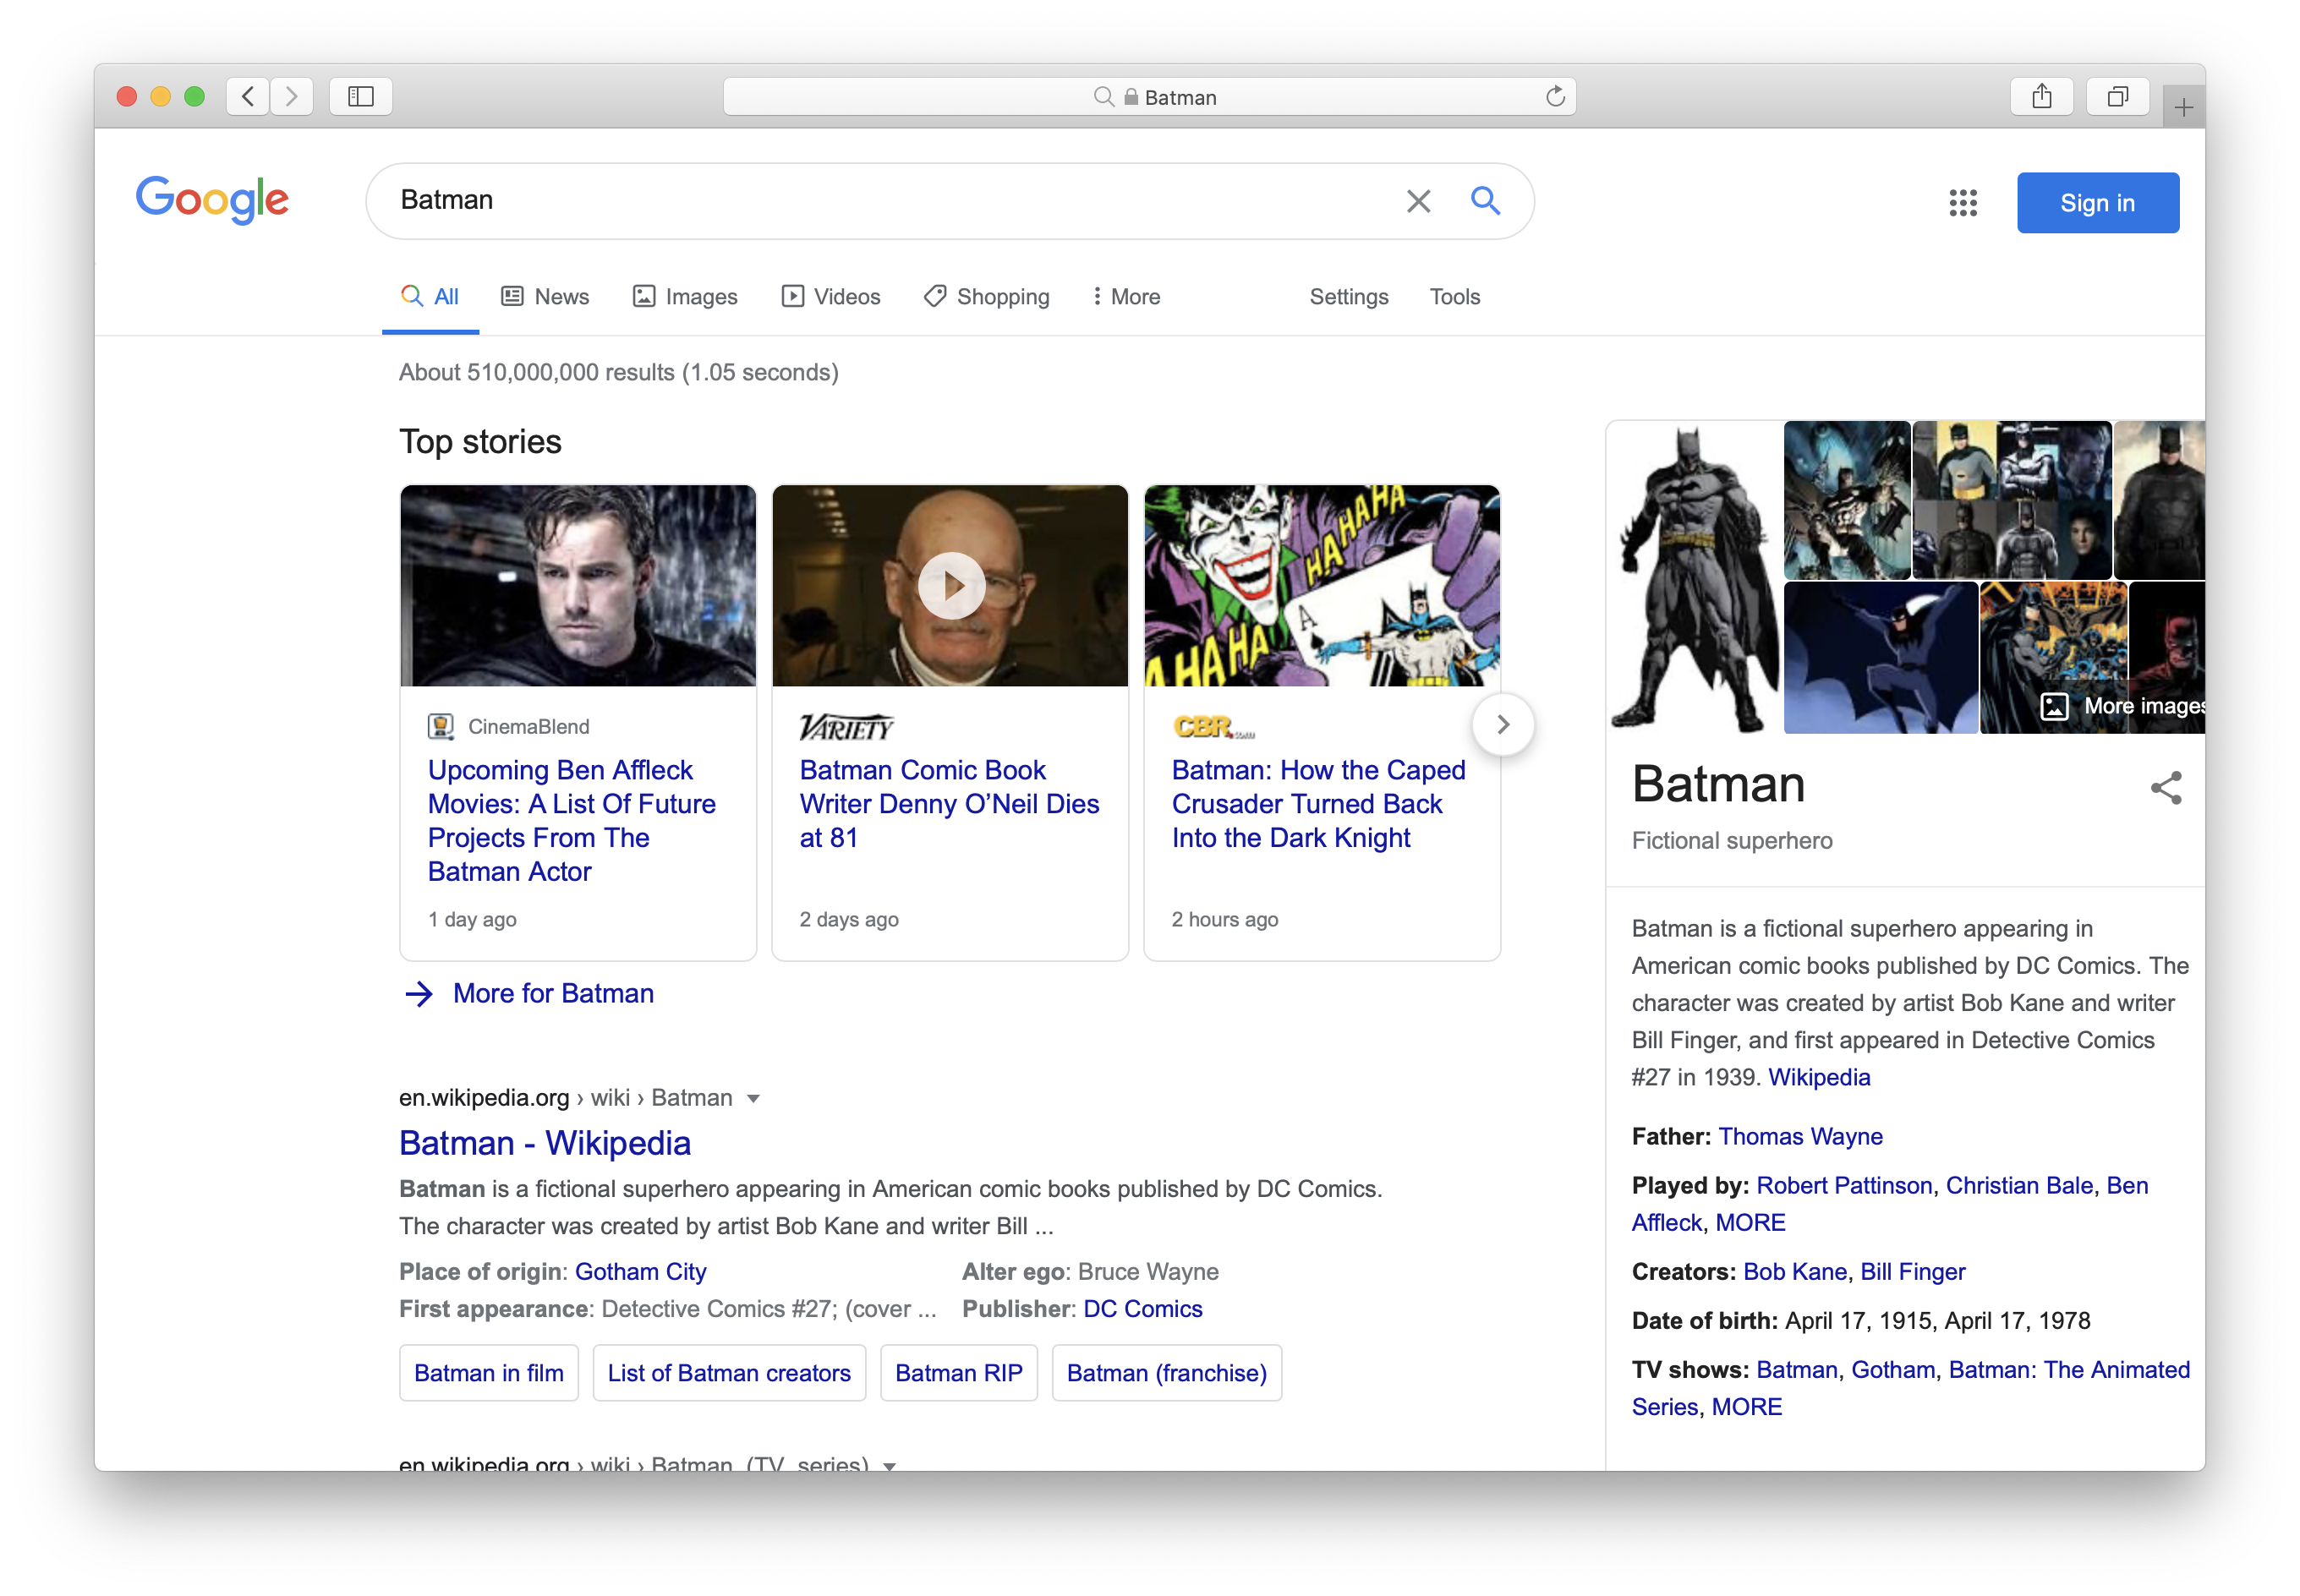 Batman
Google
Batman
Sign in
All
News
Images
Videos
Shopping
More
Settings
Tools
About 510,000,000 results (1.05 seconds)
Top stories
HAHAHA
AHAHA
A
CinemaBlend
Upcoming Ben Affleck
Movies: A List Of Future
Projects From The
Batman Actor
1 day ago
VARIETY
Batman Comic Book
Writer Denny O’Neil Dies
at 81
2 days ago
CBR.com
Batman: How the Caped
Crusader Turned Back
Into the Dark Knight
2 hours ago
More for Batman
en.wikipedia.org › wiki › Batman
Batman - Wikipedia
Batman is a fictional superhero appearing in American comic books published by DC Comics.
The character was created by artist Bob Kane and writer Bill ...
Place of origin: Gotham City
Alter ego: Bruce Wayne
First appearance: Detective Comics #27; (cover ...
Publisher: DC Comics
Batman in film
List of Batman creators
Batman RIP
Batman (franchise)
en.wikipedia.org › wiki › Batman_(TV_series)
More images
Batman
Fictional superhero
Batman is a fictional superhero appearing in
American comic books published by DC Comics. The
character was created by artist Bob Kane and writer
Bill Finger, and first appeared in Detective Comics
#27 in 1939. Wikipedia
Father: Thomas Wayne
Played by: Robert Pattinson, Christian Bale, Ben
Affleck, MORE
Creators: Bob Kane, Bill Finger
Date of birth: April 17, 1915, April 17, 1978
TV shows: Batman, Gotham, Batman: The Animated
Series, MORE